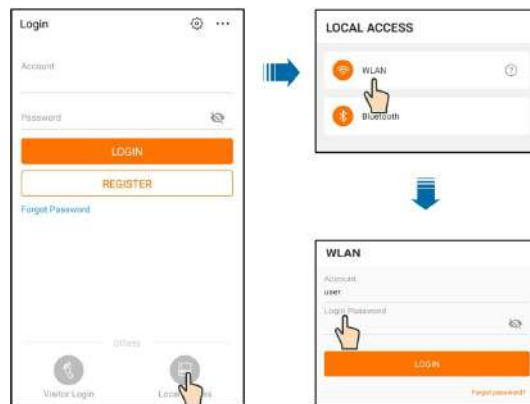 Login
Account
Password
LOGIN
REGISTER
Forgot Password
Others
Visitor Login
LOCAL ACCESS
WLAN
Bluetooth
WLAN
Account
user
Login Password
LOGIN
Forgot password?